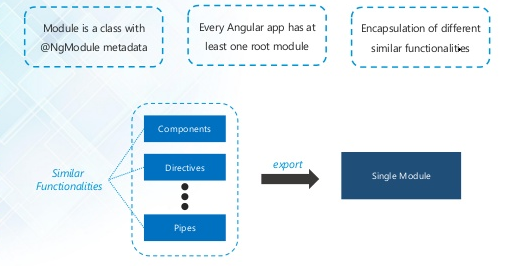 Module is a class with
@NgModule metadata
Every Angular app has at
least one root module
Encapsulation of different
similar functionalities
Components
Similar
Functionalities
Directives
Pipes
export
Single Module